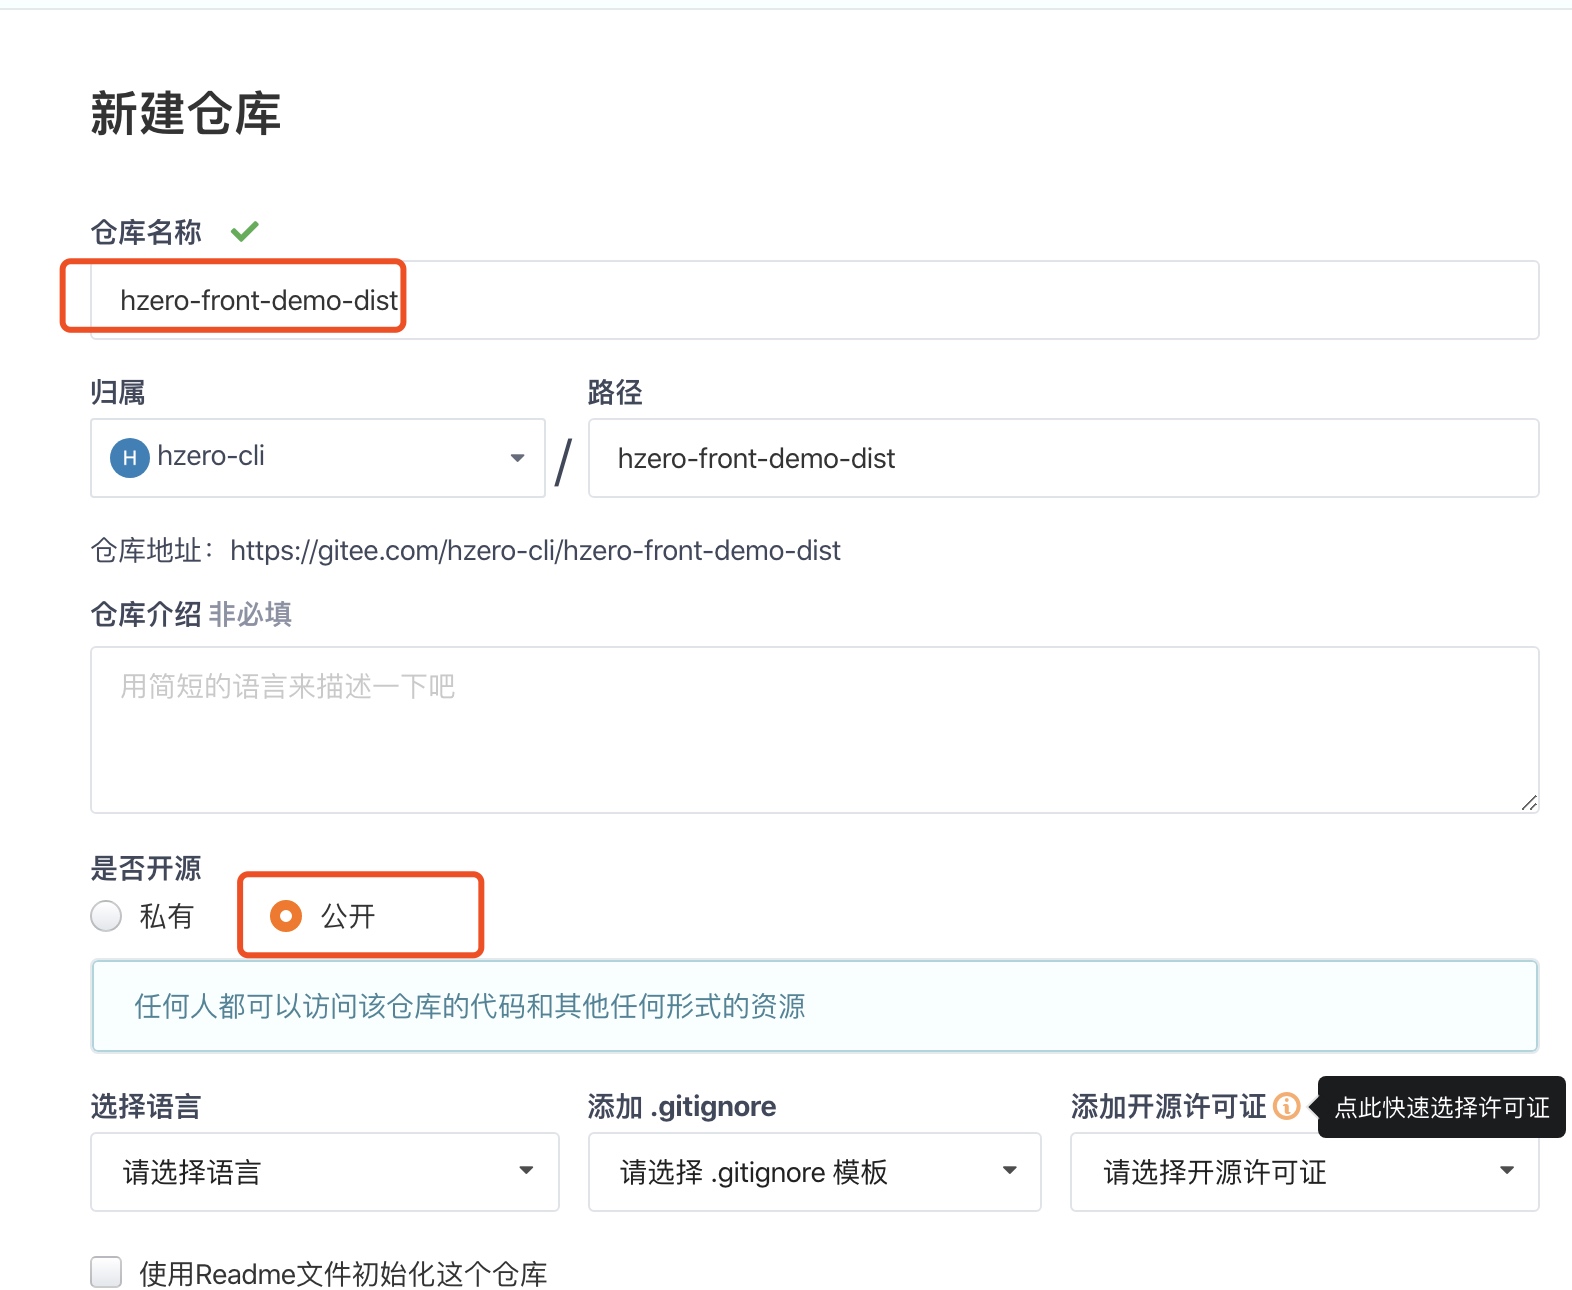 新建仓库
仓库名称
hzero-front-demo-dist
归属 路径
H hzero-cli / hzero-front-demo-dist
仓库地址：https://gitee.com/hzero-cli/hzero-front-demo-dist
仓库介绍 非必填
用简短的语言来描述一下吧
是否开源
私有 公开
任何人都可以访问该仓库的代码和其他任何形式的资源
选择语言 添加 .gitignore 添加开源许可证 点此快速选择许可证
请选择语言 请选择 .gitignore 模板 请选择开源许可证
使用Readme文件初始化这个仓库